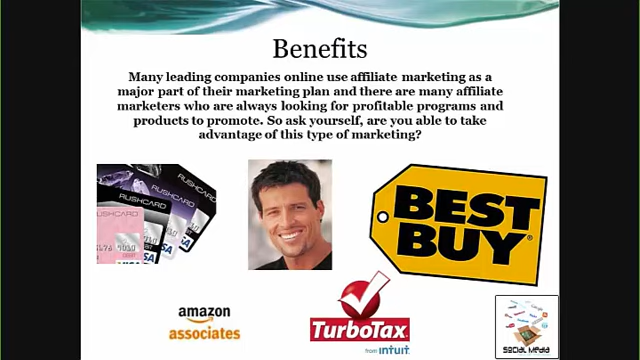 Benefits
Many leading companies online use affiliate marketing as a
major part of their marketing plan and there are many affiliate
marketers who are always looking for profitable programs and
products to promote. So ask yourself, are you able to take
advantage of this type of marketing?
RUSHCARD
RUSHCARD
RUSHCARD
VISA
VISA
VISA
BEST
BUY®
amazon
associates
TurboTax
from intuit
SOCIAL MEDIA